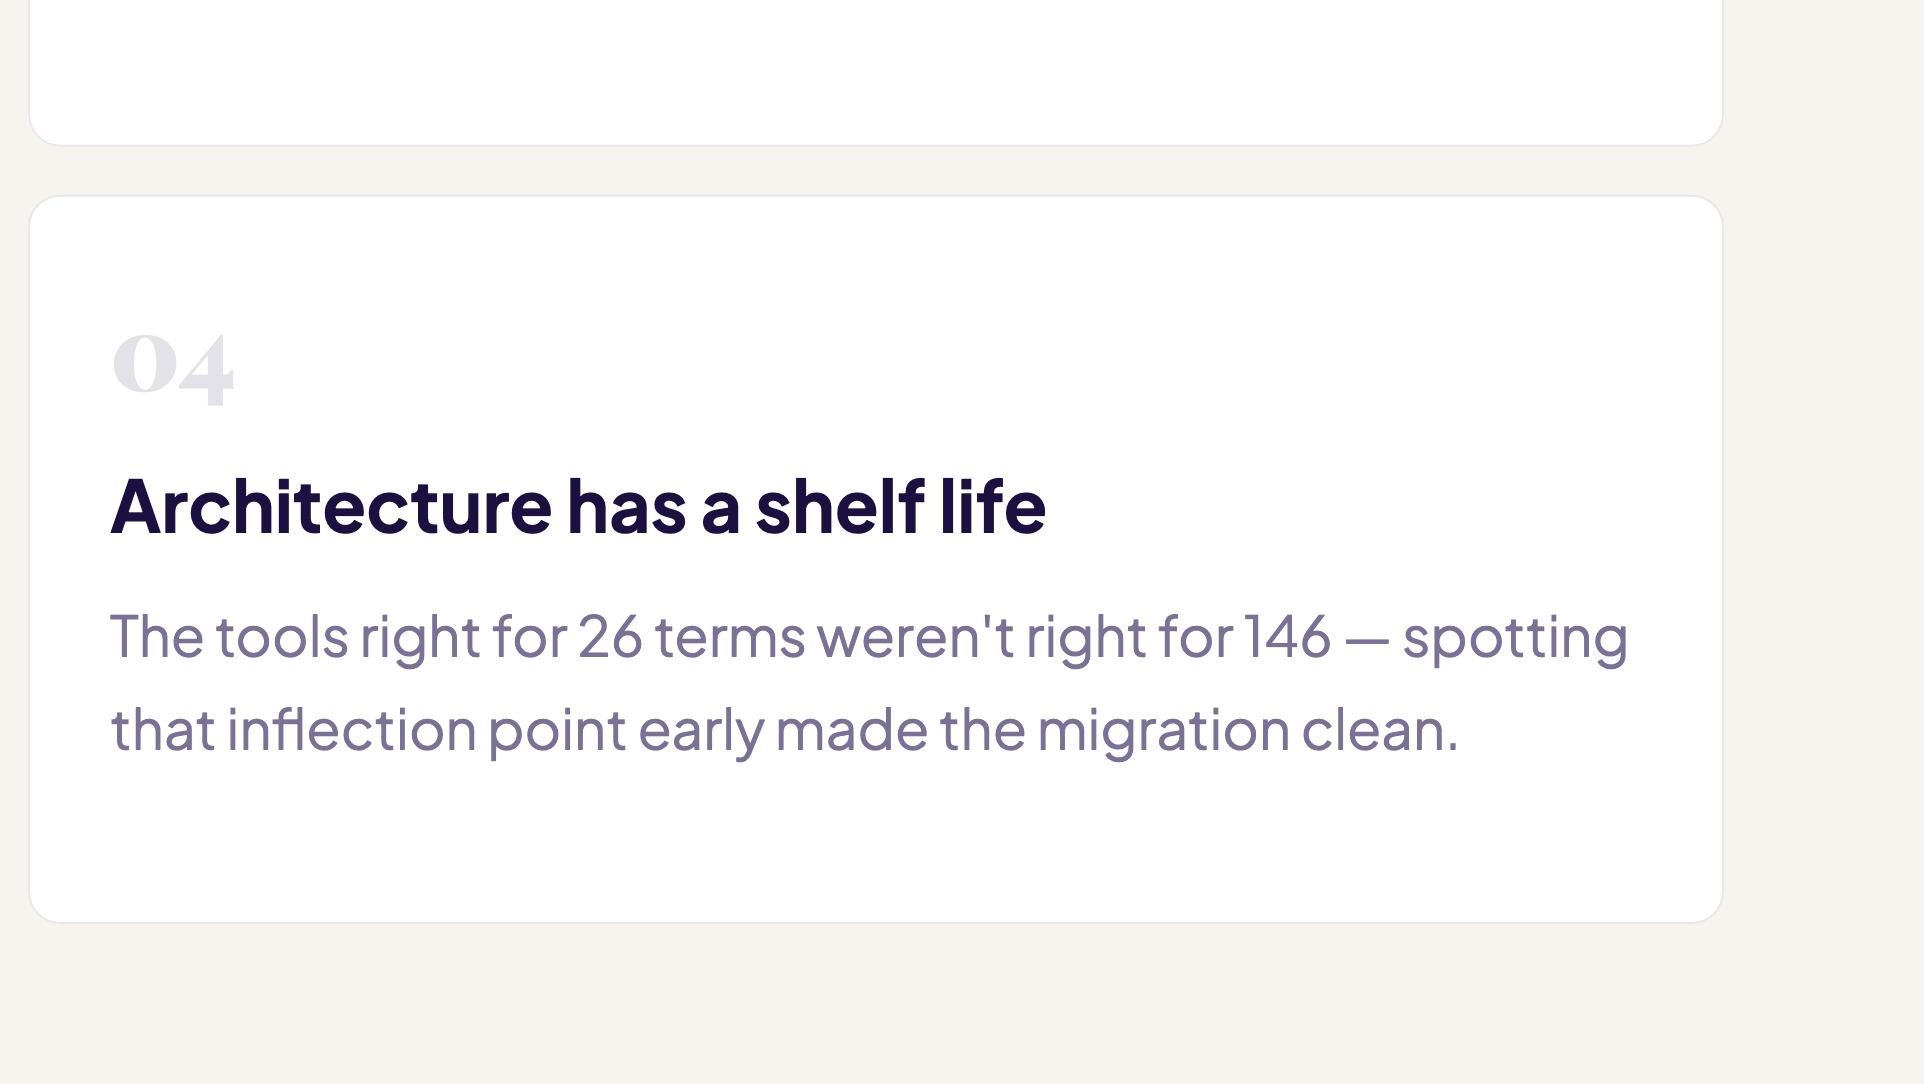 04
Architecture has a shelf life
The tools right for 26 terms weren't right for 146 — spotting
that inflection point early made the migration clean.